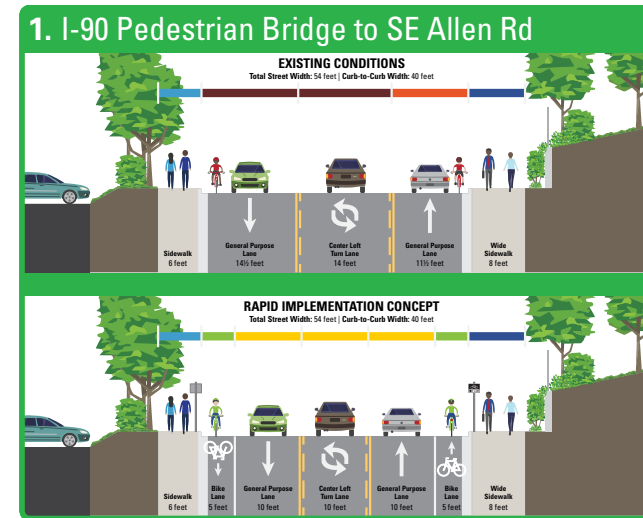 1. I-90 Pedestrian Bridge to SE Allen Rd
EXISTING CONDITIONS
Total Street Width: 54 feet | Curb-to-Curb Width: 40 feet
Sidewalk
6 feet
General Purpose
Lane
14½ feet
Center Left
Turn Lane
14 feet
General Purpose
Lane
11½ feet
Wide
Sidewalk
8 feet
RAPID IMPLEMENTATION CONCEPT
Total Street Width: 54 feet | Curb-to-Curb Width: 40 feet
Sidewalk
6 feet
Bike
Lane
5 feet
General Purpose
Lane
10 feet
Center Left
Turn Lane
10 feet
General Purpose
Lane
10 feet
Bike
Lane
5 feet
Wide
Sidewalk
8 feet